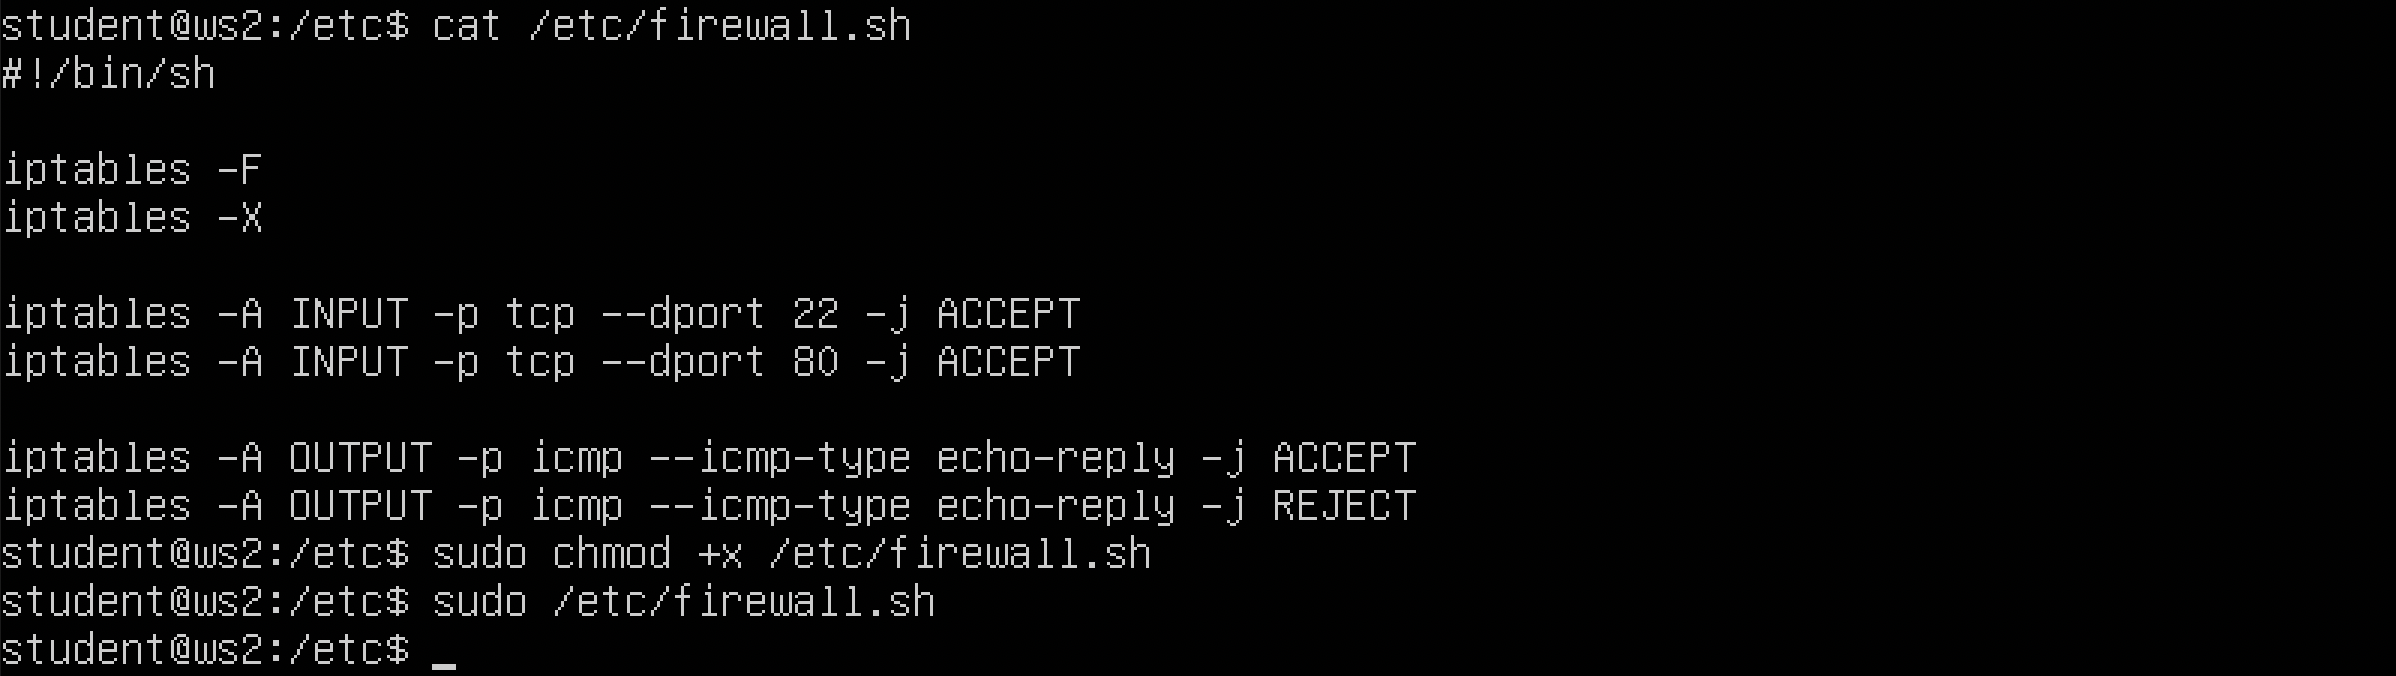 student@ws2:/etc$ cat /etc/firewall.sh
#!/bin/sh

iptables -F
iptables -X

iptables -A INPUT -p tcp --dport 22 -j ACCEPT
iptables -A INPUT -p tcp --dport 80 -j ACCEPT

iptables -A OUTPUT -p icmp --icmp-type echo-reply -j ACCEPT
iptables -A OUTPUT -p icmp --icmp-type echo-reply -j REJECT
student@ws2:/etc$ sudo chmod +x /etc/firewall.sh
student@ws2:/etc$ sudo /etc/firewall.sh
student@ws2:/etc$ _